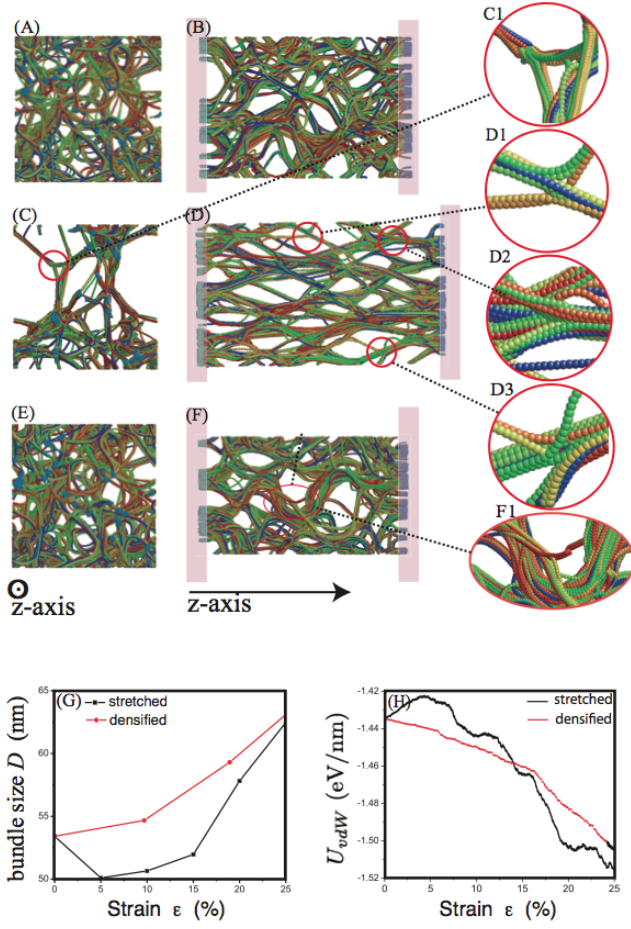 (A)
(B)
C1
D1
(C)
(D)
D2
D3
(E)
(F)
F1
z-axis
z-axis
65
(G)
stretched
densified
60
55
50
bundle size D (nm)
0
5
10
15
20
25
Strain ε (%)
-1.42
(H)
stretched
densified
-1.44
-1.46
-1.48
-1.50
-1.52
UvdW (eV/nm)
0
5
10
15
20
25
Strain ε (%)